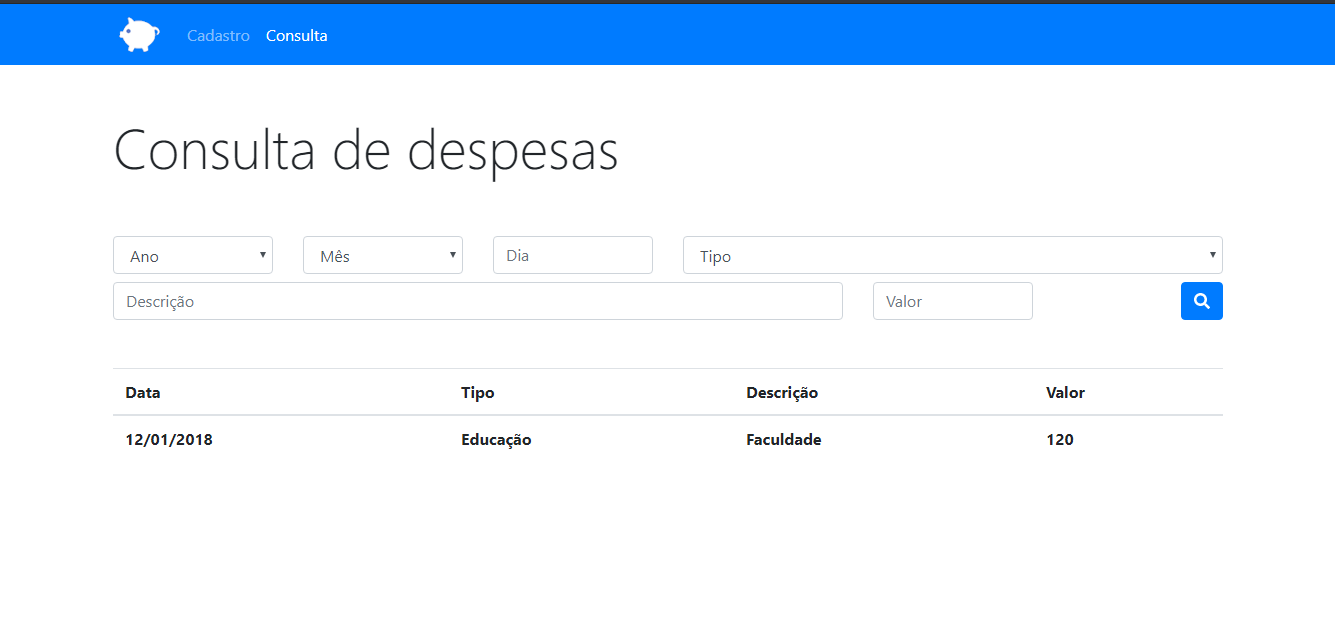 Cadastro Consulta
Consulta de despesas
Ano Mês Dia Tipo
Descrição Valor
Data Tipo Descrição Valor
12/01/2018 Educação Faculdade 120